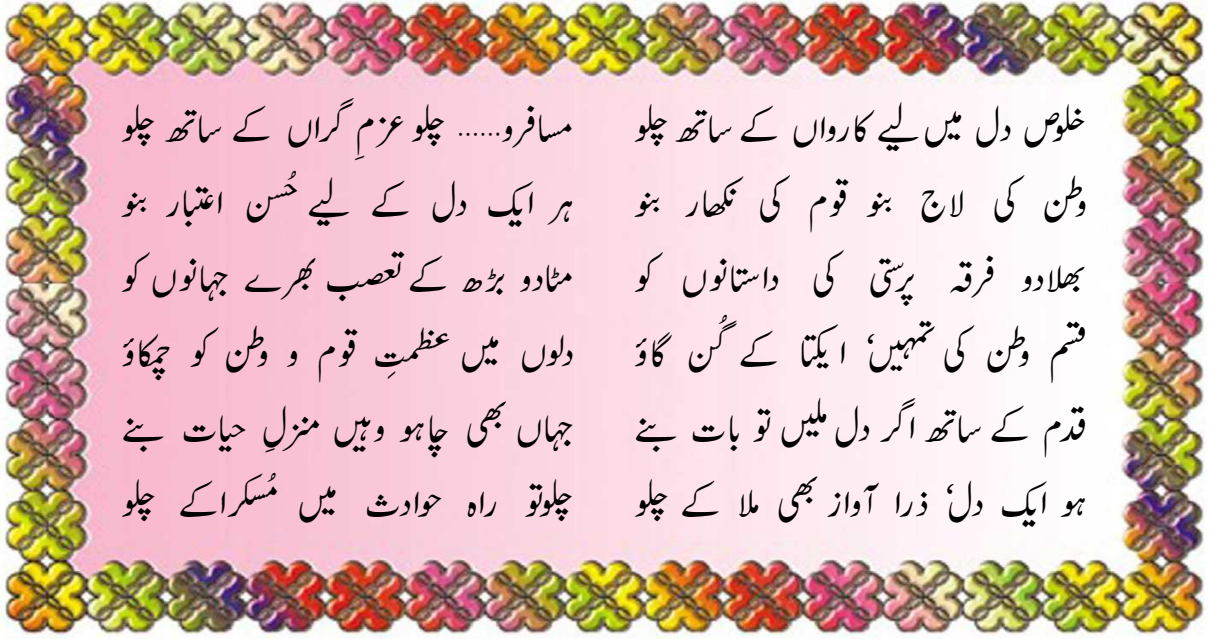 خلوص دل میں لیے کارواں کے ساتھ چلو مسافرو...... چلو عزمِ گراں کے ساتھ چلو
وطن کی لاج بنو قوم کی نکھار بنو ہر ایک دل کے لیے حُسن اعتبار بنو
بھلادو فرقہ پرستی کی داستانوں کو مٹادو بڑھ کے تعصب بھرے جہانوں کو
قسم وطن کی تمہیں، ایکتا کے گُن گاؤ دلوں میں عظمتِ قوم و وطن کو چمکاؤ
قدم کے ساتھ اگر دل ملیں تو بات بنے جہاں بھی چاہو وہیں منزلِ حیات بنے
ہو ایک دل، ذرا آواز بھی ملا کے چلو چلوتو راہ حوادث میں مُسکراکے چلو